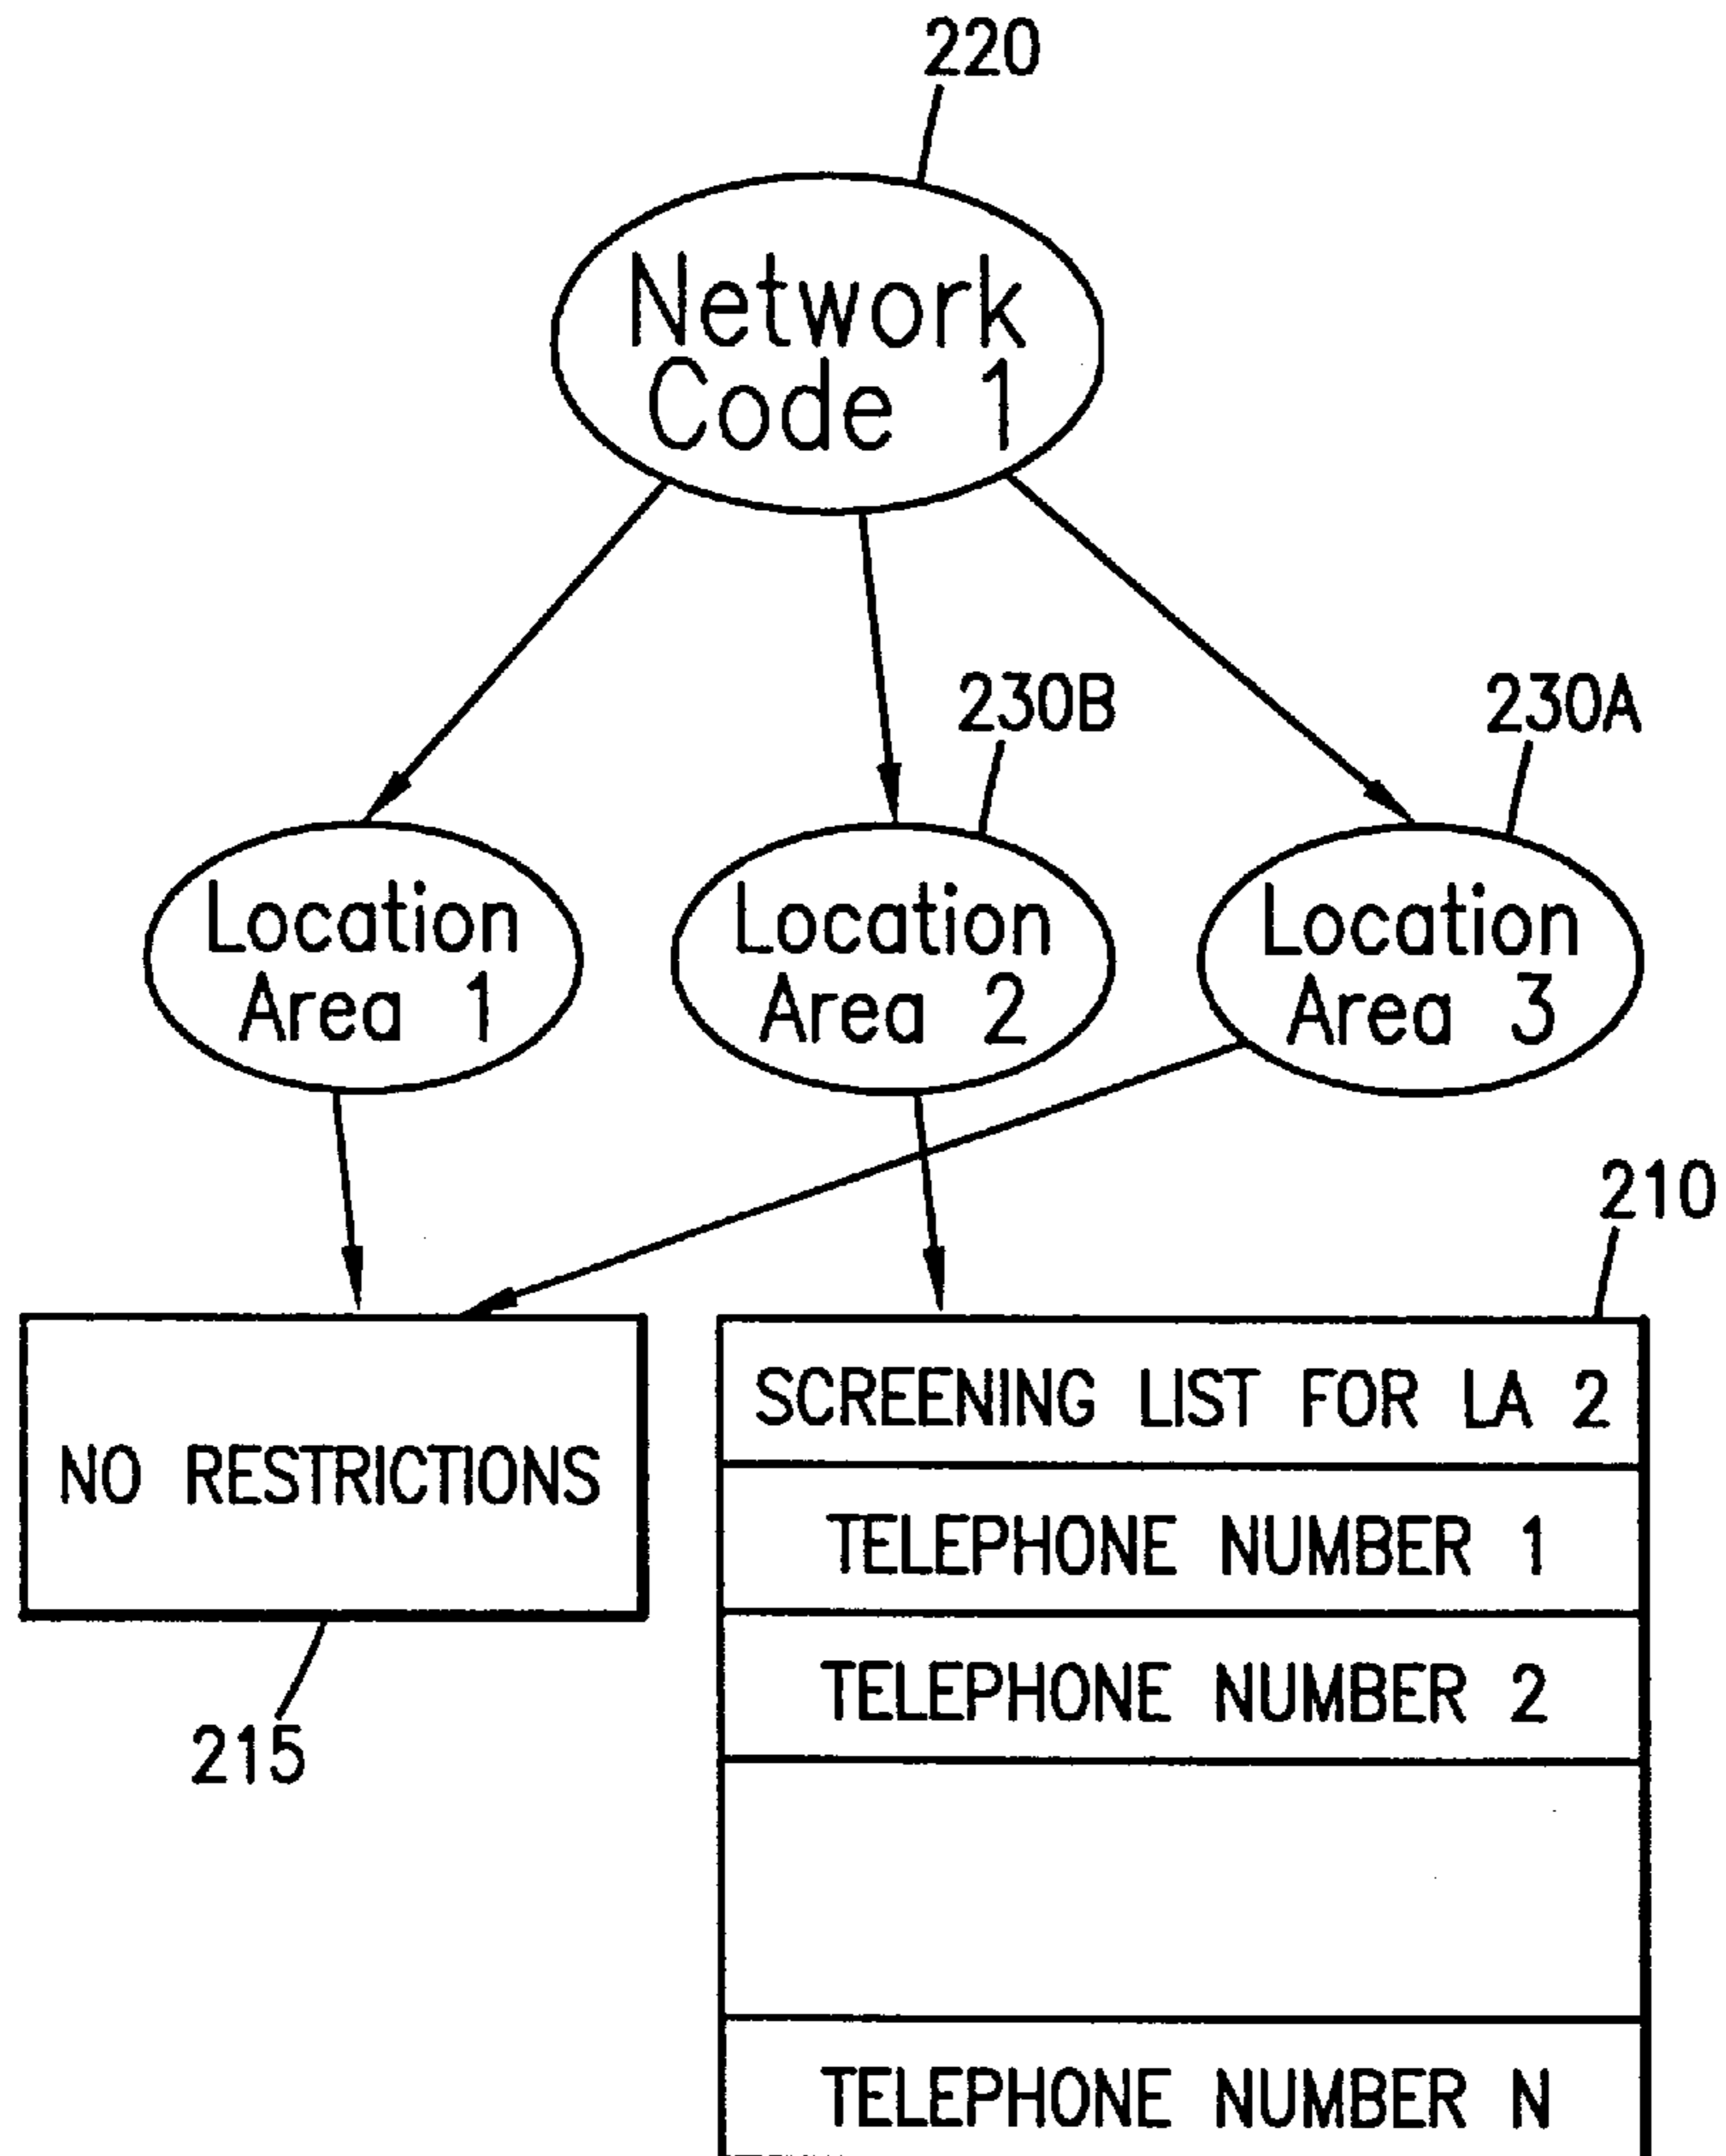 220
Network
Code 1
230B
230A
Location
Area 1
Location
Area 2
Location
Area 3
210
NO RESTRICTIONS
215
SCREENING LIST FOR LA 2
TELEPHONE NUMBER 1
TELEPHONE NUMBER 2
TELEPHONE NUMBER N